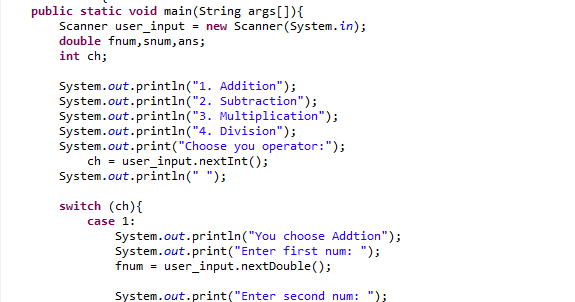 public static void main(String args[]){
Scanner user_input = new Scanner(System.in);
double fnum,snum,ans;
int ch;
System.out.println("1. Addition");
System.out.println("2. Subtraction");
System.out.println("3. Multiplication");
System.out.println("4. Division");
System.out.print("Choose you operator:");
ch = user_input.nextInt();
System.out.println(" ");
switch (ch){
case 1:
System.out.println("You choose Addtion");
System.out.print("Enter first num: ");
fnum = user_input.nextDouble();
System.out.print("Enter second num: ");